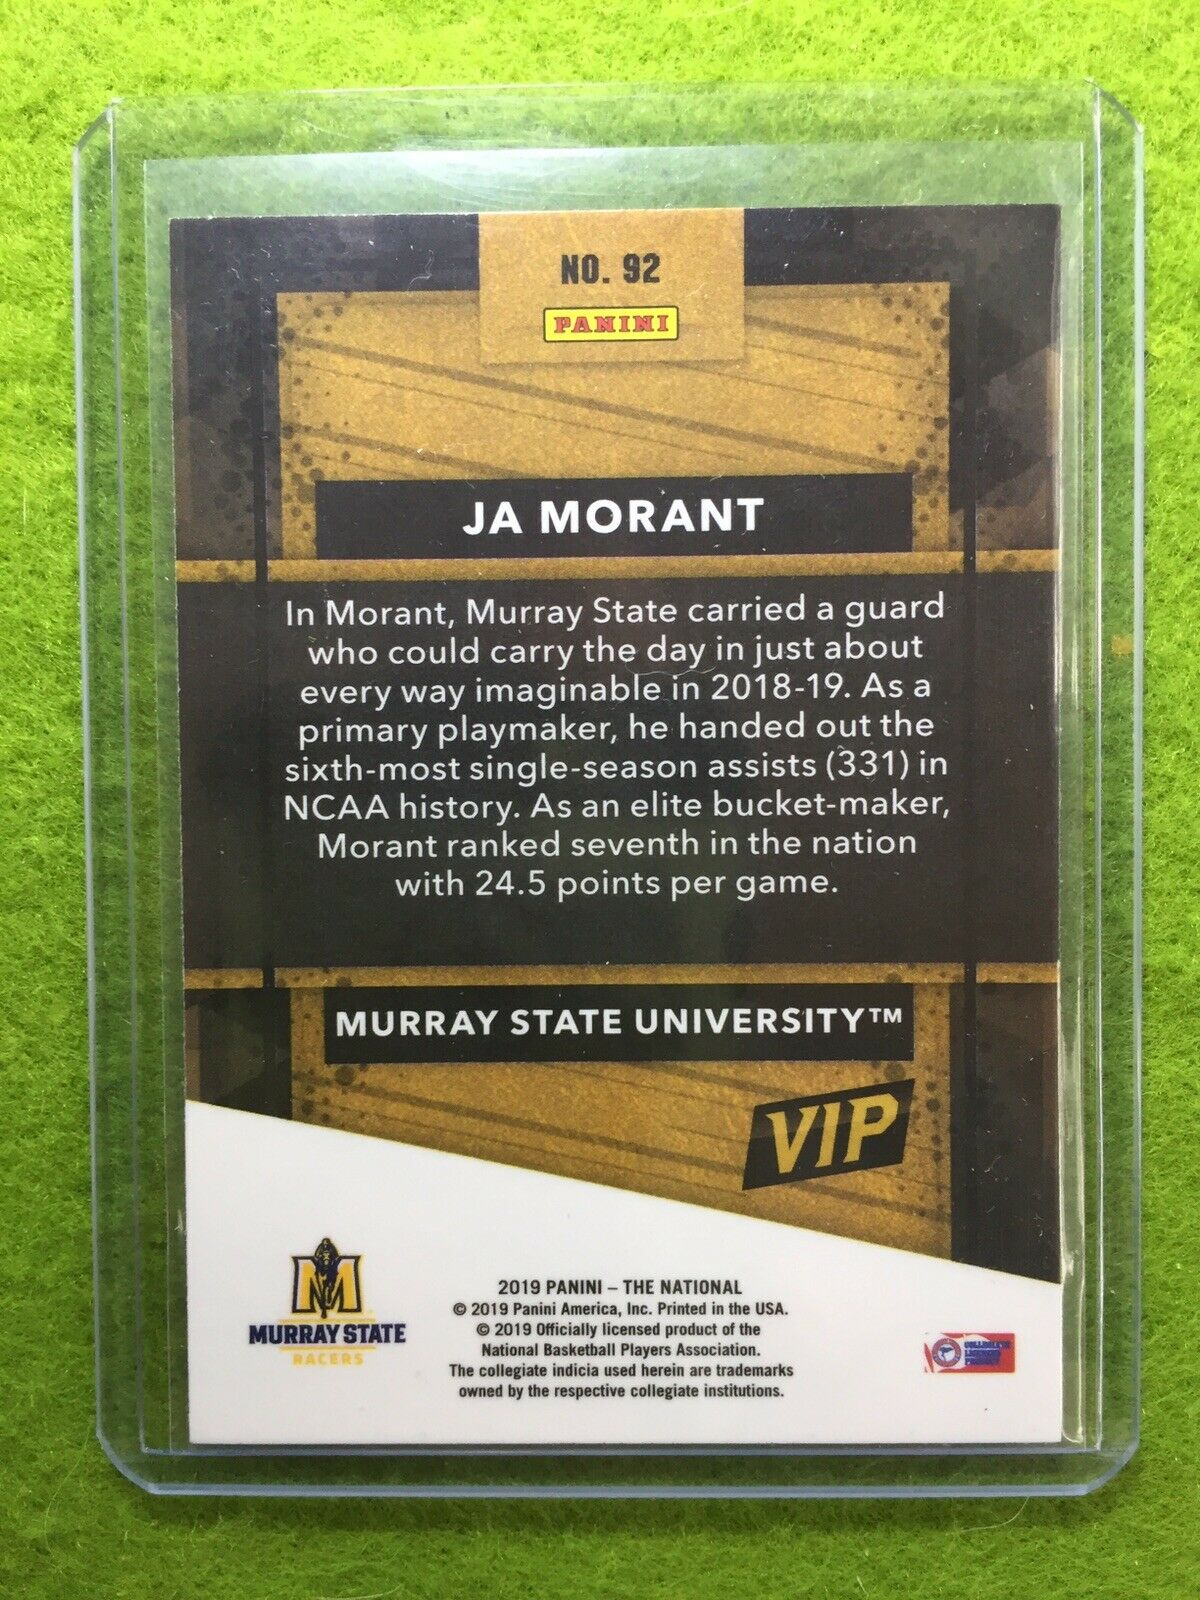 NO. 92
PANINI
JA MORANT
In Morant, Murray State carried a guard
who could carry the day in just about
every way imaginable in 2018-19. As a
primary playmaker, he handed out the
sixth-most single-season assists (331) in
NCAA history. As an elite bucket-maker,
Morant ranked seventh in the nation
with 24.5 points per game.
MURRAY STATE UNIVERSITY™
VIP
M
MURRAY STATE
RACERS
2019 PANINI – THE NATIONAL
© 2019 Panini America, Inc. Printed in the USA.
© 2019 Officially licensed product of the
National Basketball Players Association.
The collegiate indicia used herein are trademarks
owned by the respective collegiate institutions.